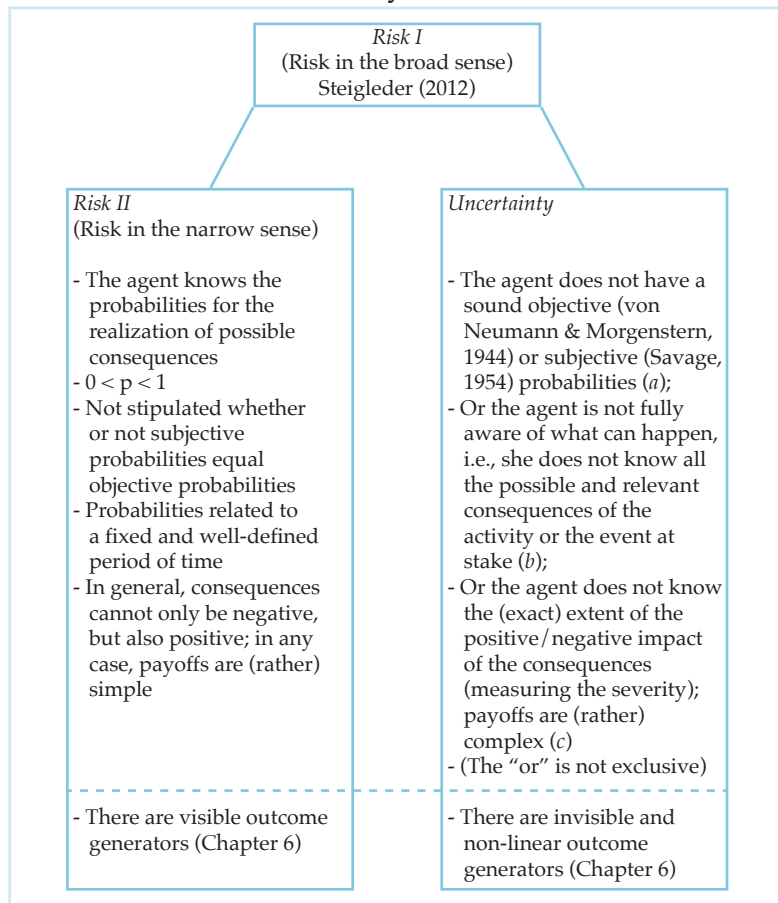 Risk I
(Risk in the broad sense)
Steigleder (2012)
Risk II
(Risk in the narrow sense)
- The agent knows the
probabilities for the
realization of possible
consequences
- 0 < p < 1
- Not stipulated whether
or not subjective
probabilities equal
objective probabilities
- Probabilities related to
a fixed and well-defined
period of time
- In general, consequences
cannot only be negative,
but also positive; in any
case, payoffs are (rather)
simple
- There are visible outcome
generators (Chapter 6)
Uncertainty
- The agent does not have a
sound objective (von
Neumann & Morgenstern,
1944) or subjective (Savage,
1954) probabilities (a);
- Or the agent is not fully
aware of what can happen,
i.e., she does not know all
the possible and relevant
consequences of the
activity or the event at
stake (b);
- Or the agent does not know
the (exact) extent of the
positive/negative impact
of the consequences
(measuring the severity);
payoffs are (rather)
complex (c)
- (The "or" is not exclusive)
- There are invisible and
non-linear outcome
generators (Chapter 6)